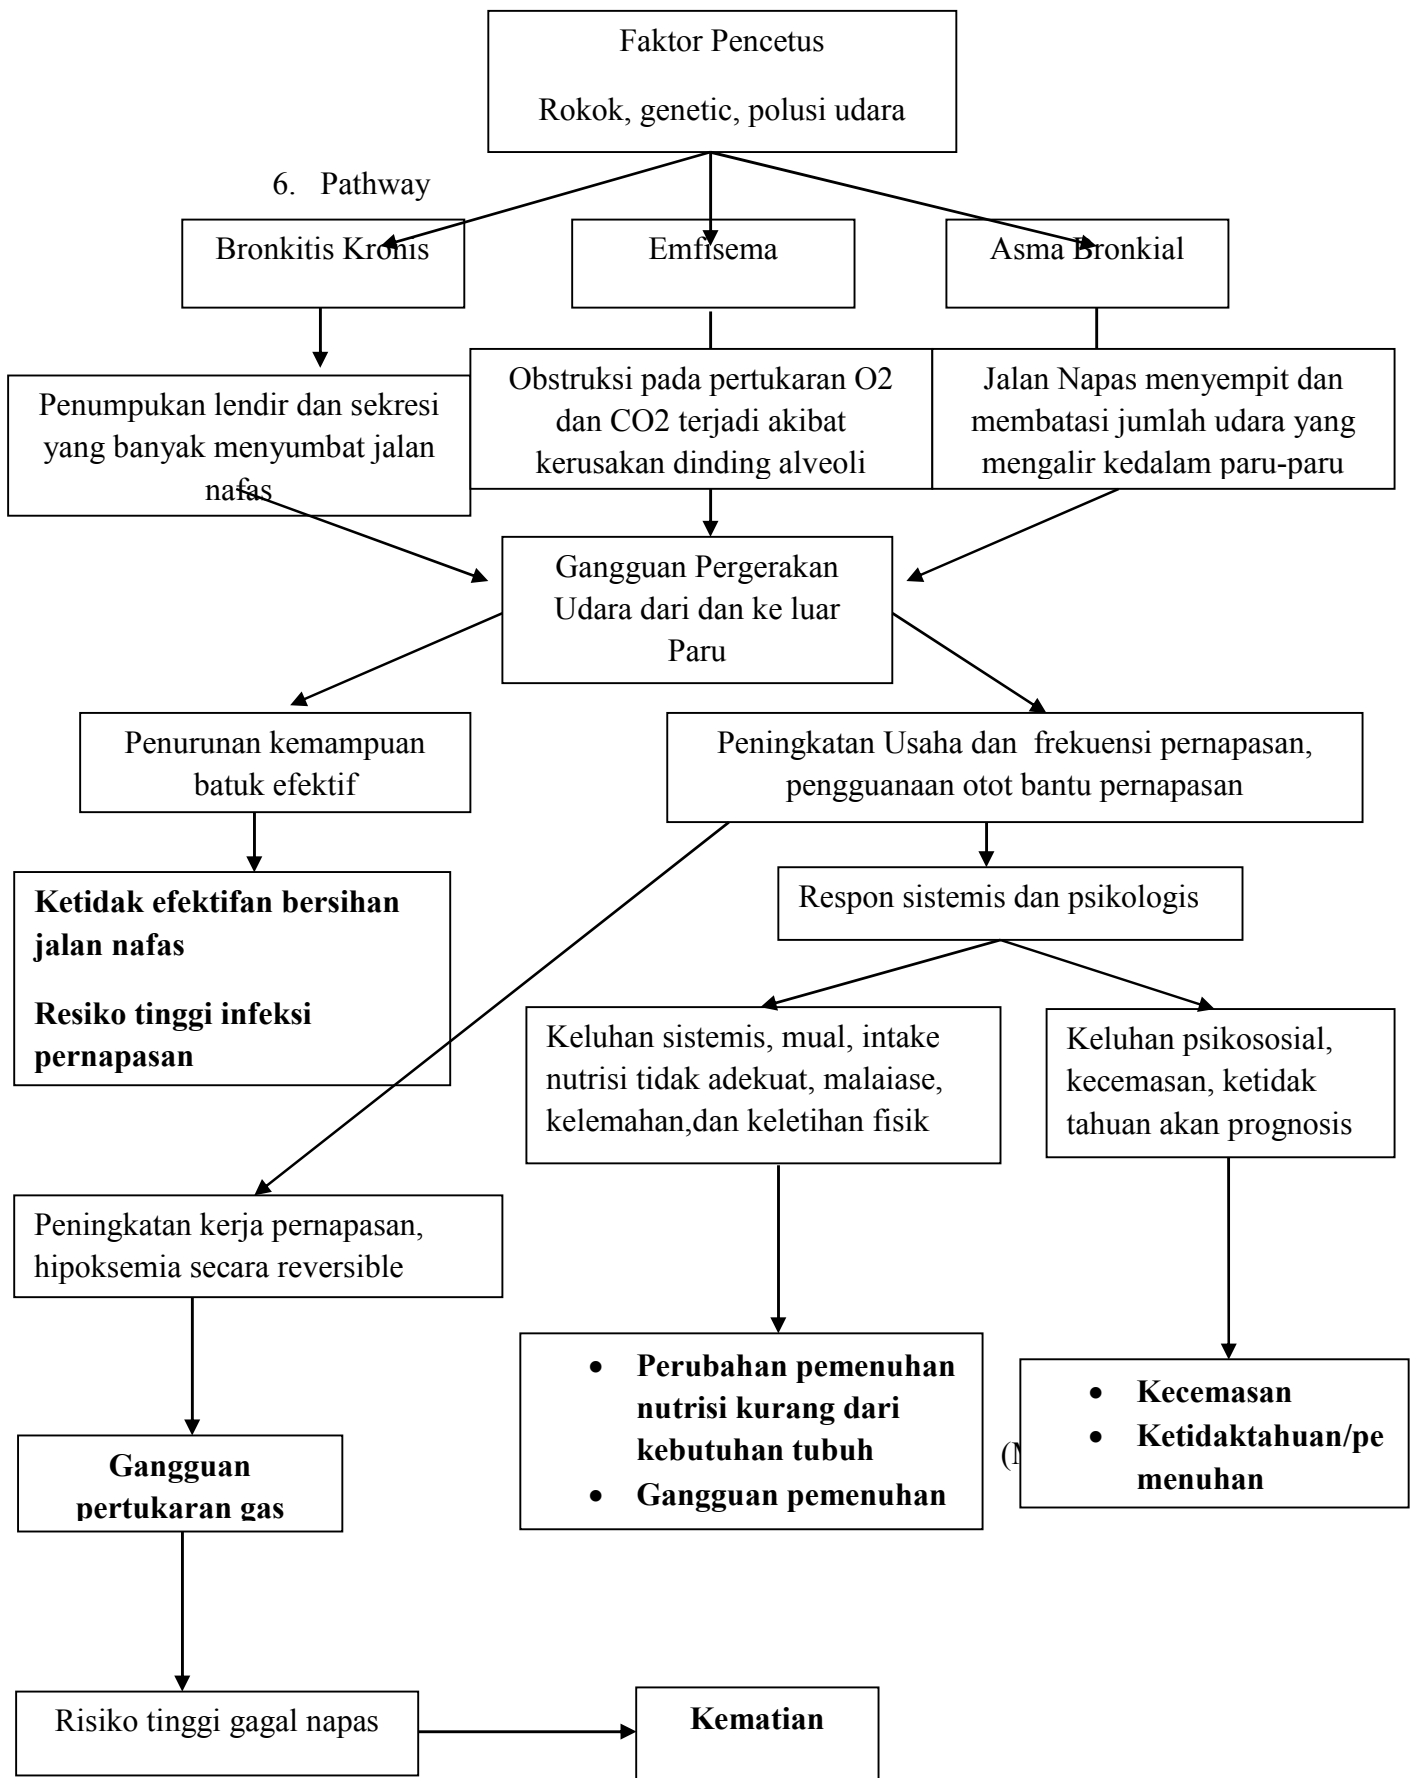 Faktor Pencetus
Rokok, genetic, polusi udara
6. Pathway
Bronkitis Kronis
Emfisema
Asma Bronkial
Penumpukan lendir dan sekresi
yang banyak menyumbat jalan
nafas
Obstruksi pada pertukaran O2
dan CO2 terjadi akibat
kerusakan dinding alveoli
Jalan Napas menyempit dan
membatasi jumlah udara yang
mengalir kedalam paru-paru
Gangguan Pergerakan
Udara dari dan ke luar
Paru
Penurunan kemampuan
batuk efektif
Peningkatan Usaha dan frekuensi pernapasan,
pengguanaan otot bantu pernapasan
Ketidak efektifan bersihan
jalan nafas
Resiko tinggi infeksi
pernapasan
Respon sistemis dan psikologis
Keluhan sistemis, mual, intake
nutrisi tidak adekuat, malaiase,
kelemahan,dan keletihan fisik
Keluhan psikososial,
kecemasan, ketidak
tahuan akan prognosis
Peningkatan kerja pernapasan,
hipoksemia secara reversible
• Perubahan pemenuhan
nutrisi kurang dari
kebutuhan tubuh
• Gangguan pemenuhan
• Kecemasan
• Ketidaktahuan/pe
menuhan
Gangguan
pertukaran gas
Risiko tinggi gagal napas
Kematian